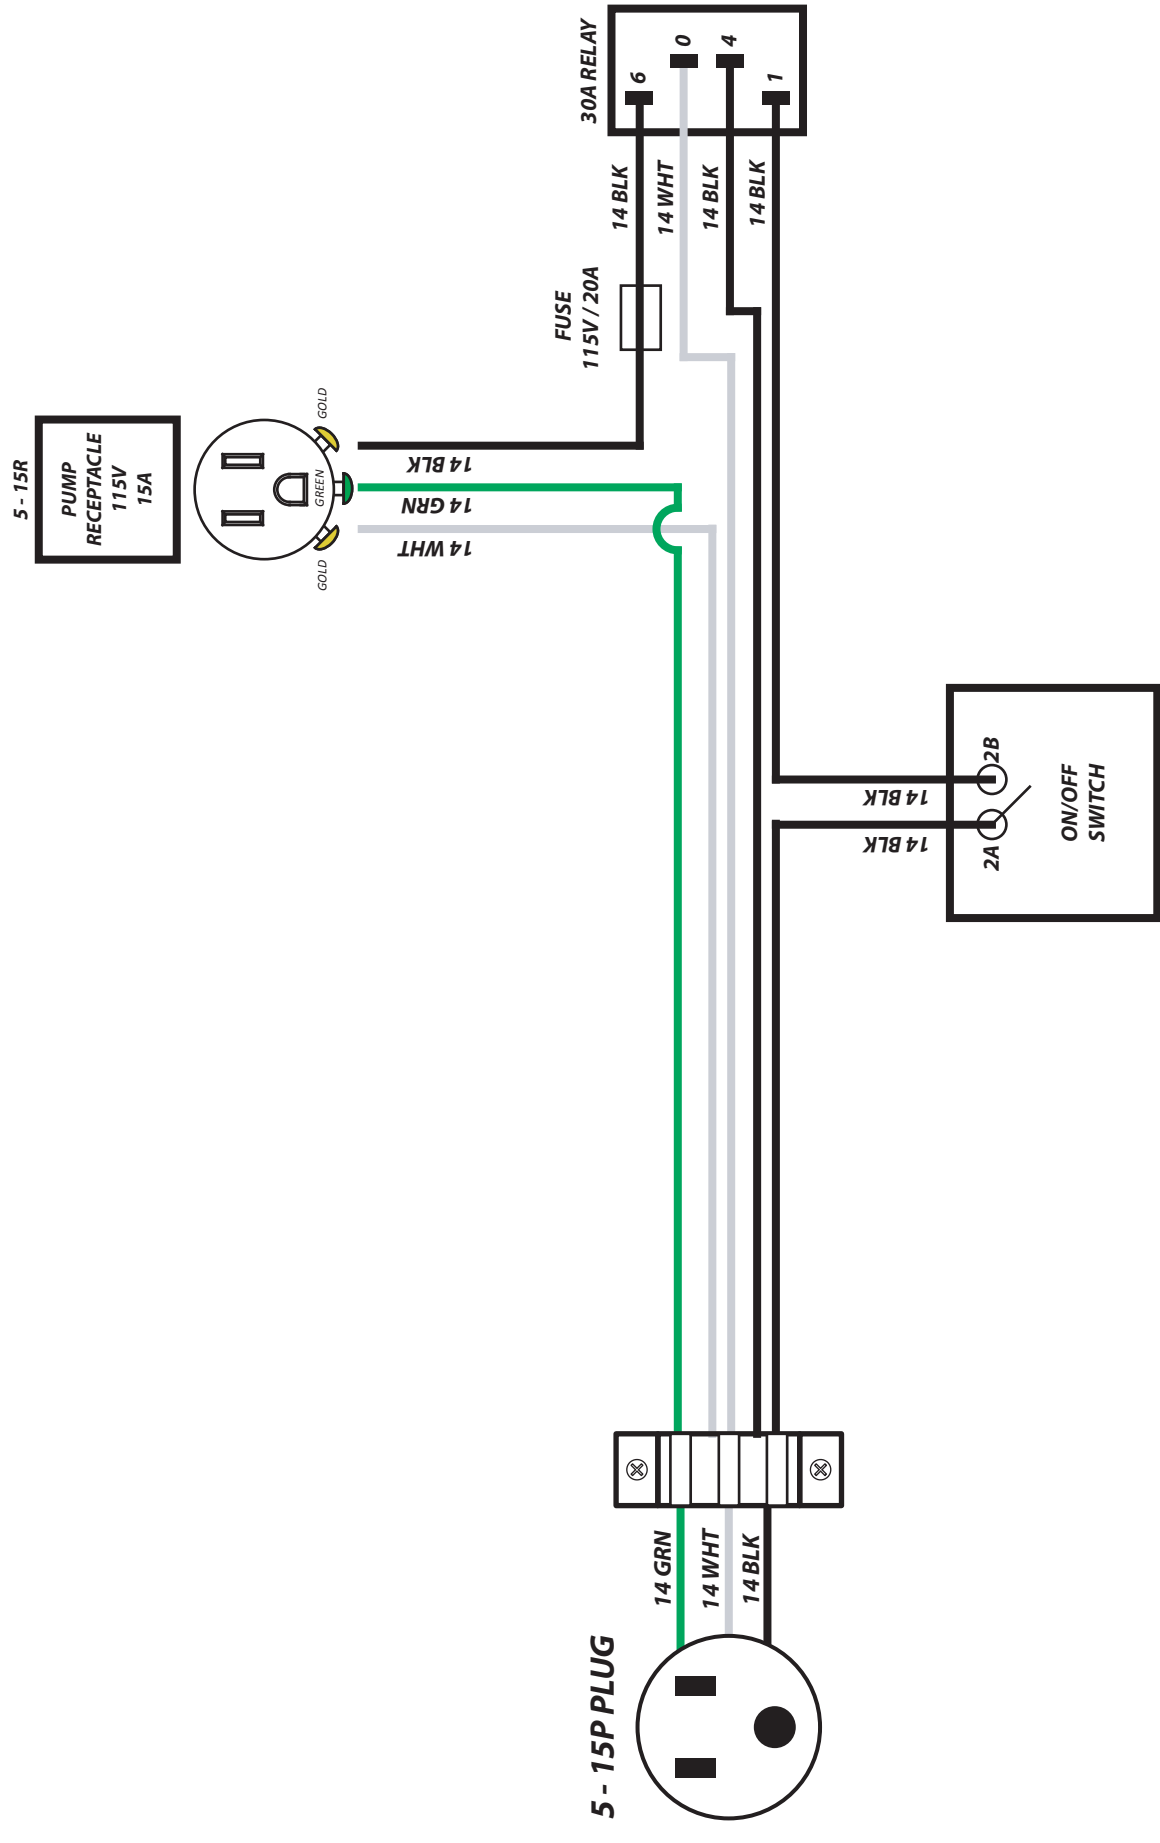 5 - 15R
PUMP
RECEPTACLE
115V
15A
GOLD
GREEN
GOLD
14 BLK
14 GRN
14 WHT
FUSE
115V / 20A
30A RELAY
6
0
4
1
14 BLK
14 WHT
14 BLK
14 BLK
14 BLK
14 BLK
2A
2B
ON/OFF
SWITCH
14 GRN
14 WHT
14 BLK
5 - 15P PLUG